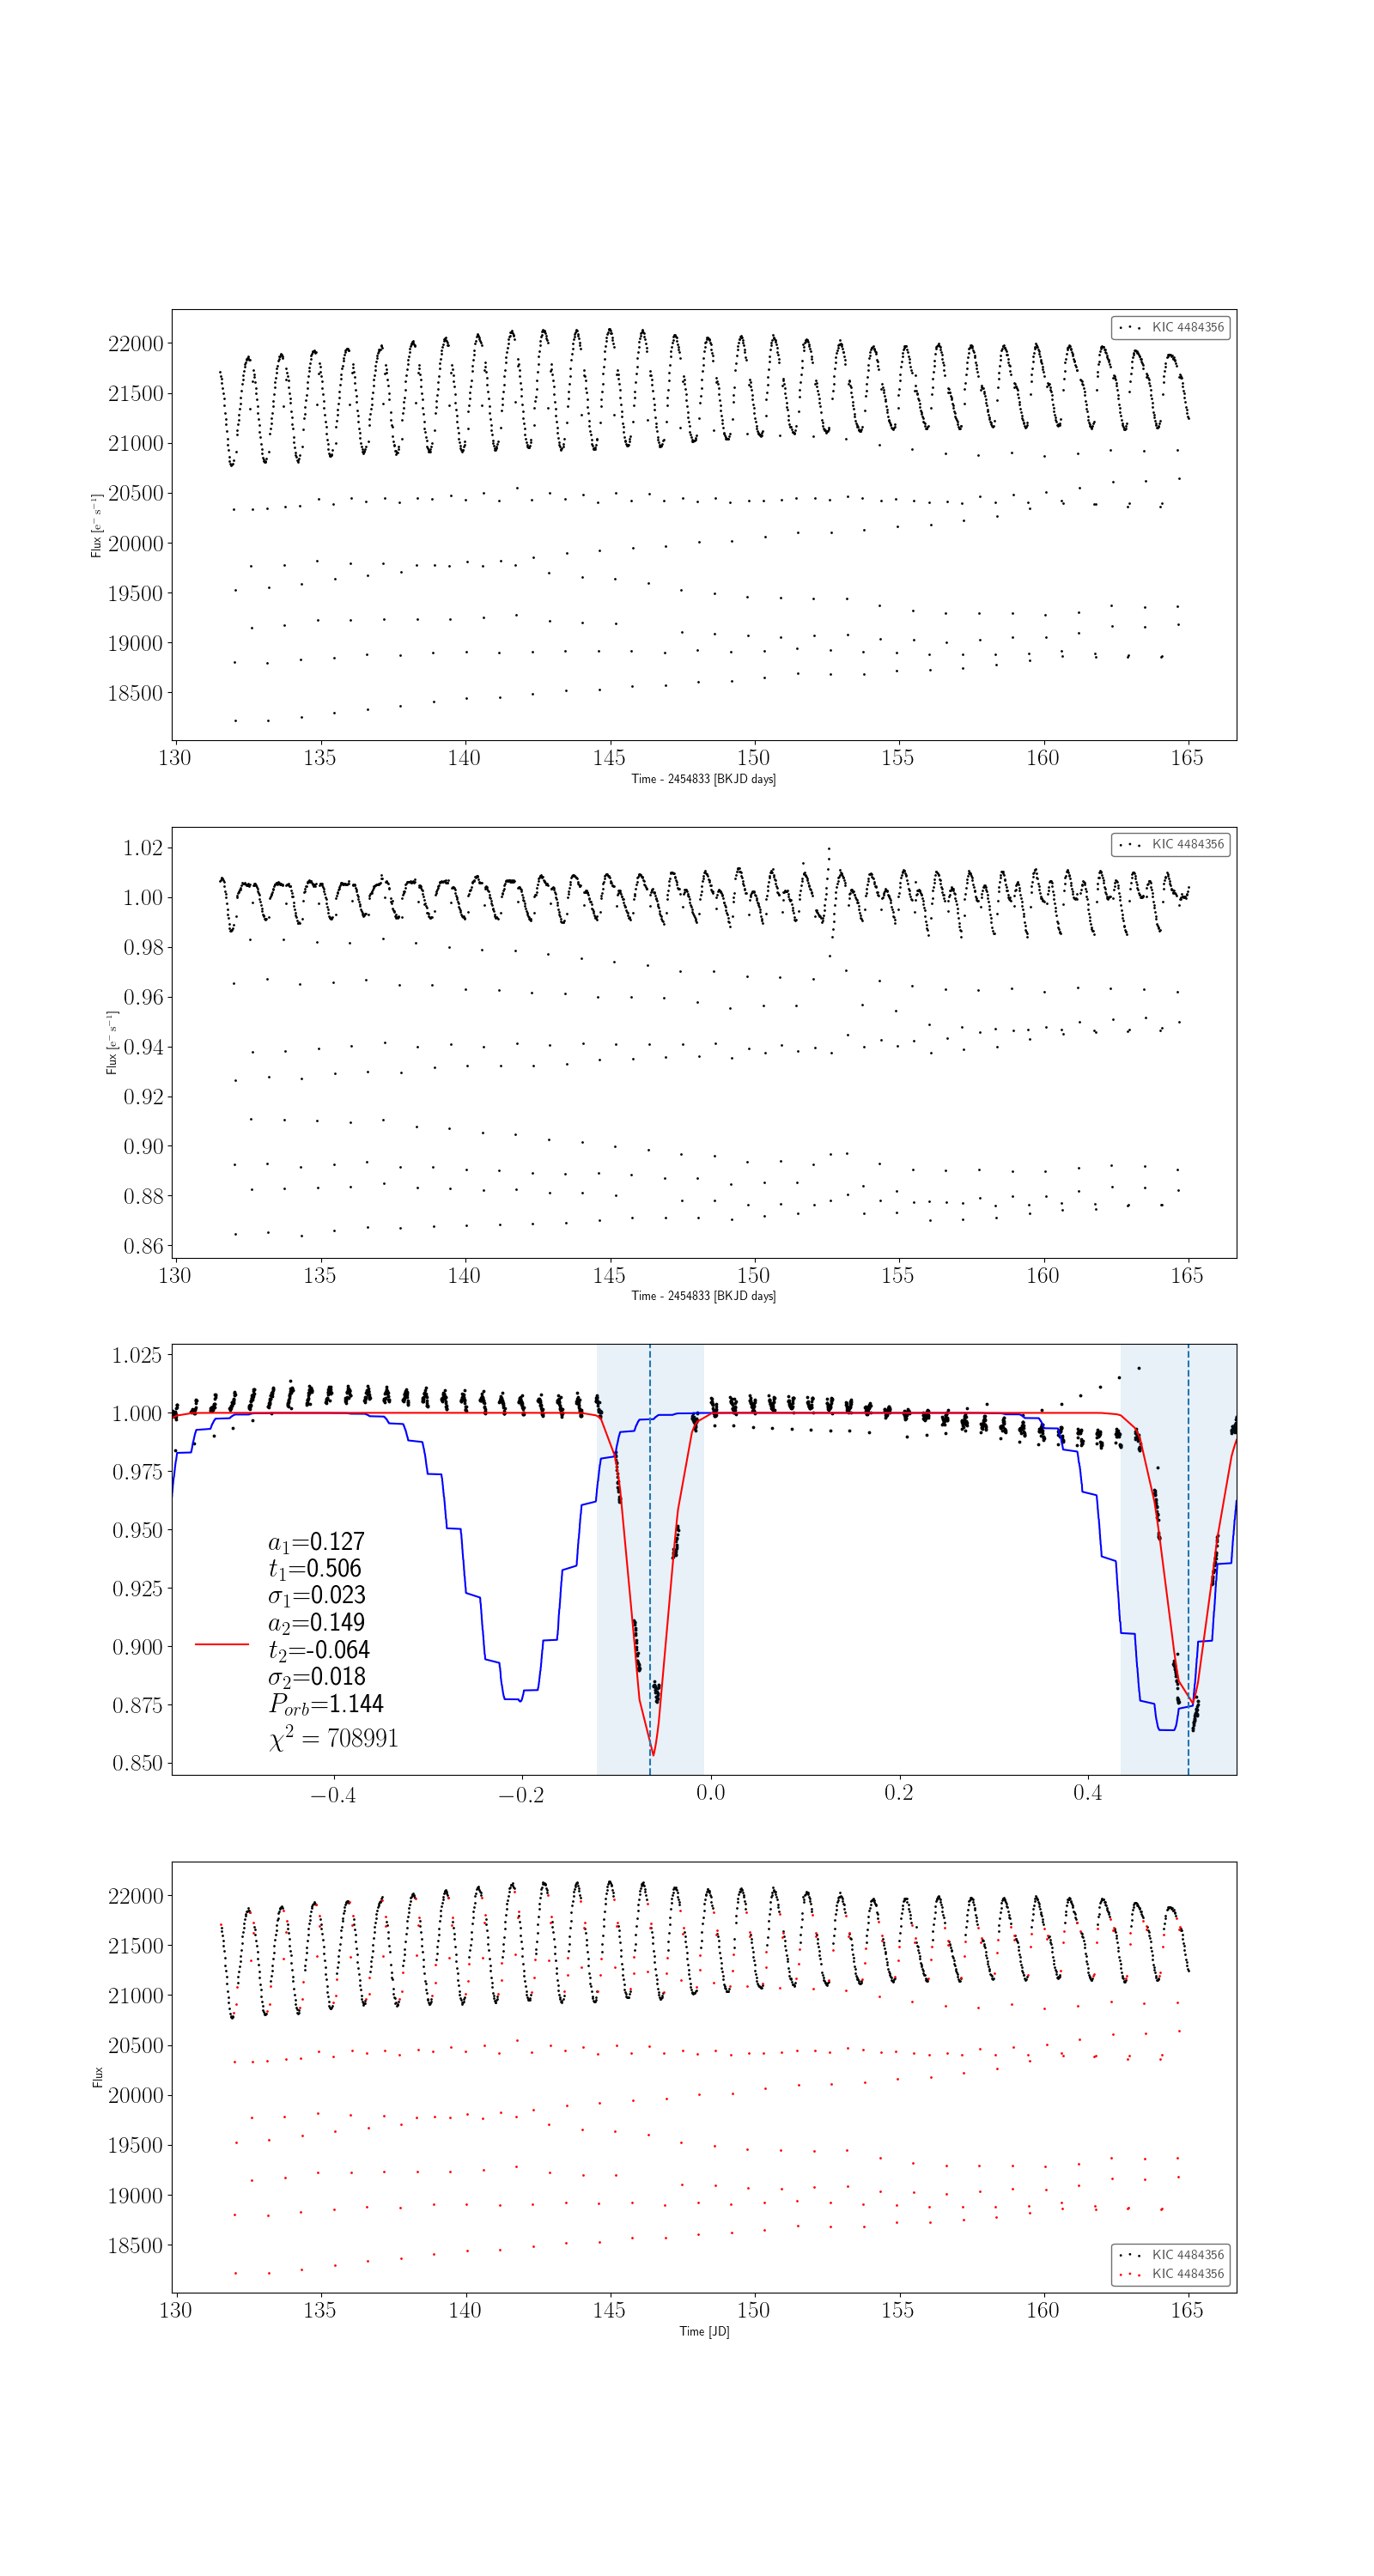 KIC 4484356
22000
21500
21000
20500
20000
19500
19000
18500
Flux [e⁻ s⁻¹]
130 135 140 145 150 155 160 165
Time - 2454833 [BKJD days]
KIC 4484356
1.02
1.00
0.98
0.96
0.94
0.92
0.90
0.88
0.86
Flux [e⁻ s⁻¹]
130 135 140 145 150 155 160 165
Time - 2454833 [BKJD days]
1.025
1.000
0.975
0.950
0.925
0.900
0.875
0.850
a₁=0.127
t₁=0.506
σ₁=0.023
a₂=0.149
t₂=-0.064
σ₂=0.018
P_orb=1.144
χ² = 708991
−0.4 −0.2 0.0 0.2 0.4
22000
21500
21000
20500
20000
19500
19000
18500
Flux
KIC 4484356
KIC 4484356
130 135 140 145 150 155 160 165
Time [JD]